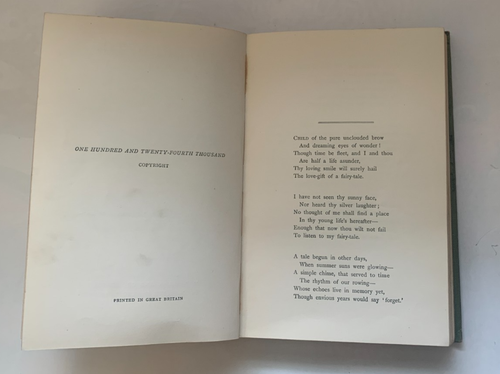 ONE HUNDRED AND TWENTY-FOURTH THOUSAND
COPYRIGHT
PRINTED IN GREAT BRITAIN
CHILD of the pure unclouded brow
And dreaming eyes of wonder!
Though time be fleet, and I and thou
Are half a life asunder,
Thy loving smile will surely hail
The love-gift of a fairy-tale.
I have not seen thy sunny face,
Nor heard thy silver laughter;
No thought of me shall find a place
In thy young life's hereafter—
Enough that now thou wilt not fail
To listen to my fairy-tale.
A tale begun in other days,
When summer suns were glowing—
A simple chime, that served to time
The rhythm of our rowing—
Whose echoes live in memory yet,
Though envious years would say 'forget.'